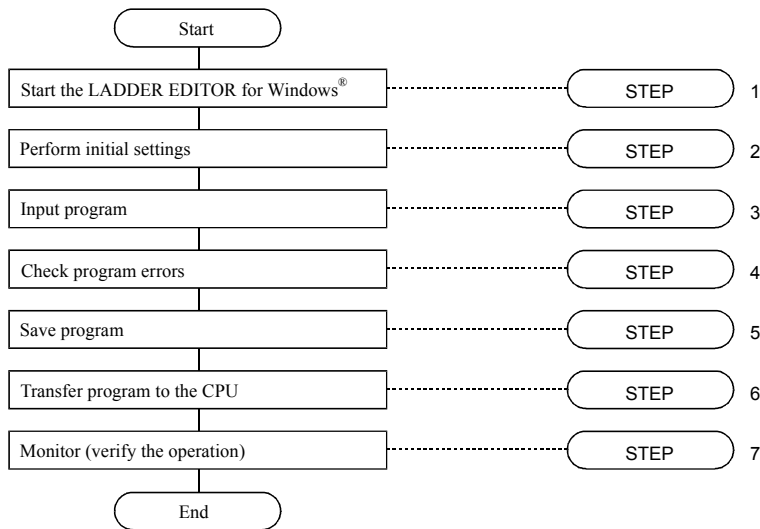 Start
Start the LADDER EDITOR for Windows® STEP 1
Perform initial settings STEP 2
Input program STEP 3
Check program errors STEP 4
Save program STEP 5
Transfer program to the CPU STEP 6
Monitor (verify the operation) STEP 7
End